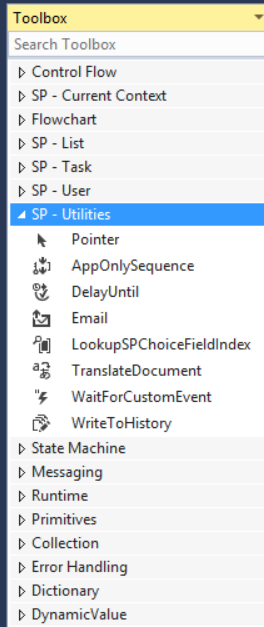 Toolbox
Search Toolbox
Control Flow
SP - Current Context
Flowchart
SP - List
SP - Task
SP - User
SP - Utilities
Pointer
AppOnlySequence
DelayUntil
Email
LookupSPChoiceFieldIndex
TranslateDocument
WaitForCustomEvent
WriteToHistory
State Machine
Messaging
Runtime
Primitives
Collection
Error Handling
Dictionary
DynamicValue